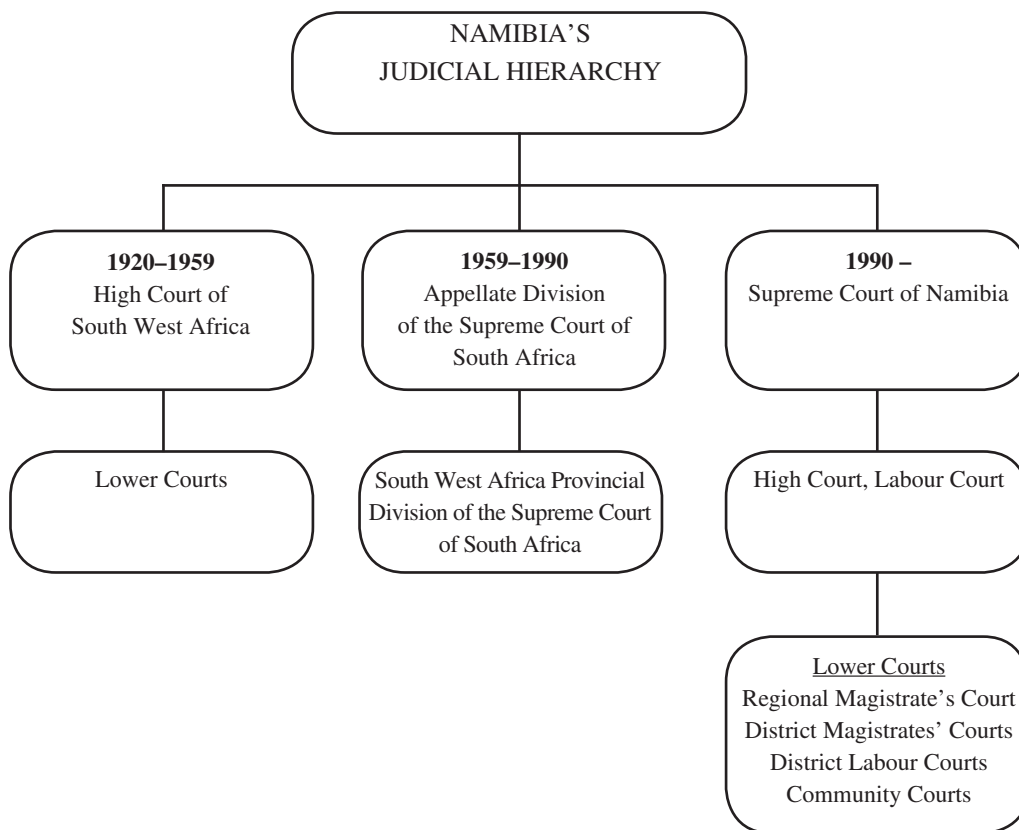 NAMIBIA’S
JUDICIAL HIERARCHY
1920–1959
High Court of
South West Africa
1959–1990
Appellate Division
of the Supreme Court of
South Africa
1990 –
Supreme Court of Namibia
Lower Courts
South West Africa Provincial
Division of the Supreme Court
of South Africa
High Court, Labour Court
Lower Courts
Regional Magistrate’s Court
District Magistrates’ Courts
District Labour Courts
Community Courts